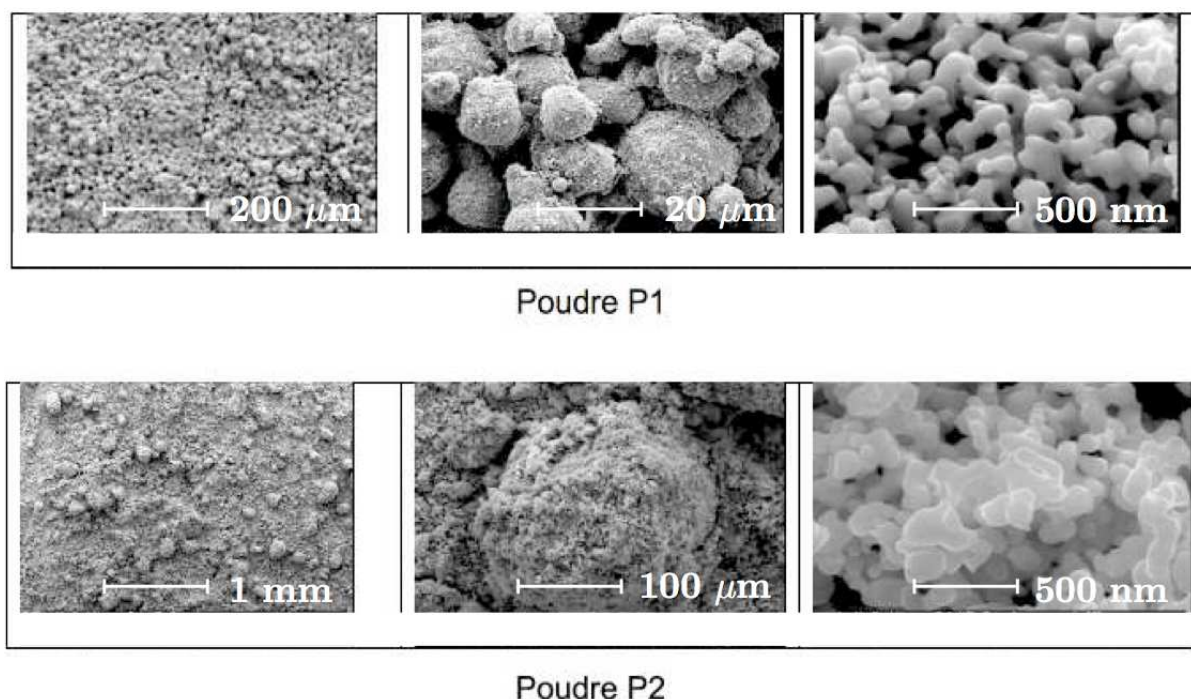 200 μm
20 μm
500 nm
Poudre P1
1 mm
100 μm
500 nm
Poudre P2